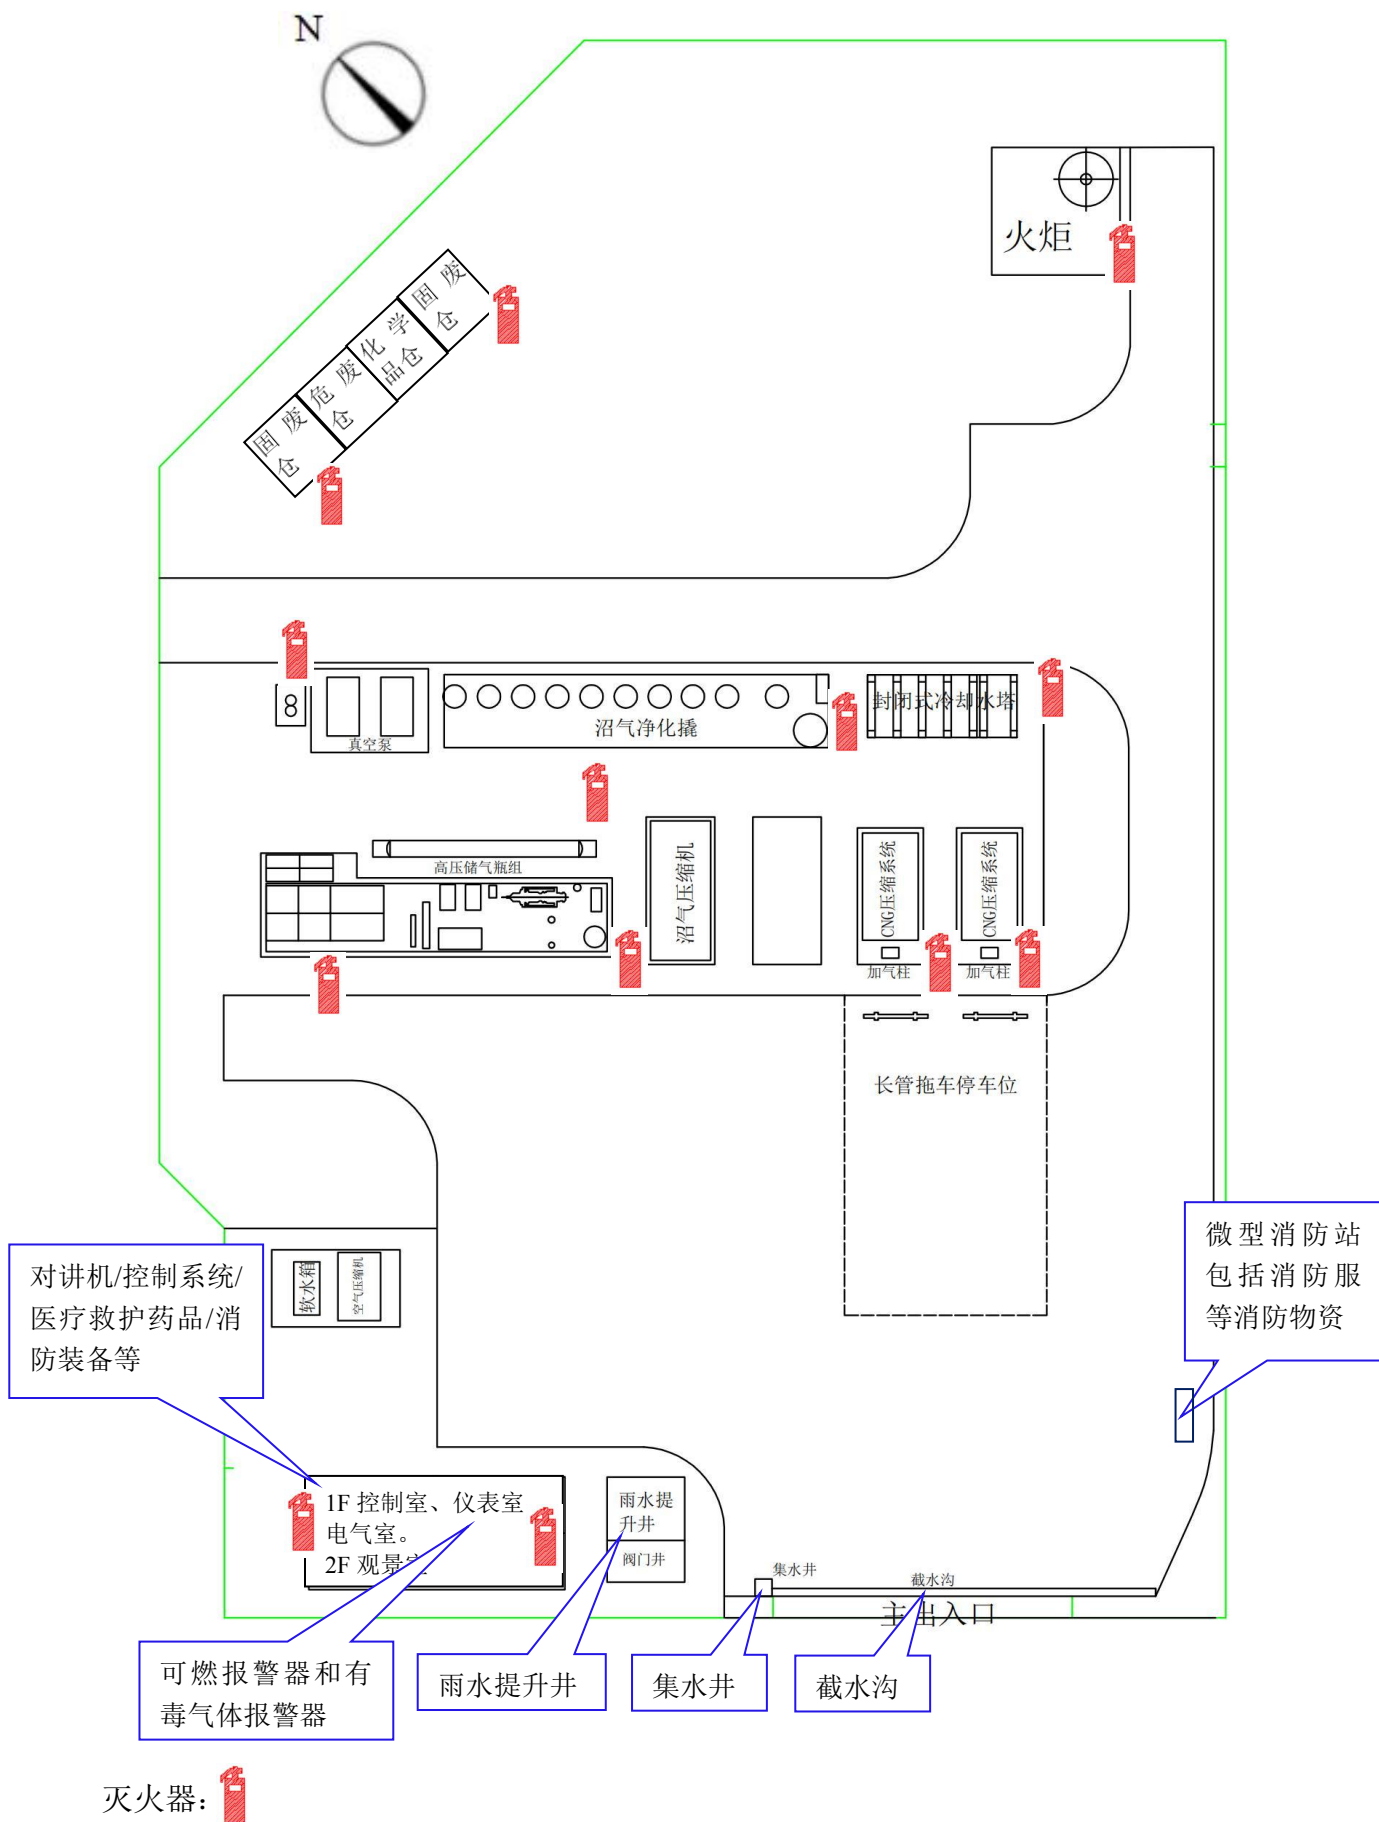 N
火炬
固废
仓
化学
品仓
危废
仓
固废
仓
真空泵
沼气净化撬
封闭式冷却水塔
高压储气瓶组
沼气压缩机
CNG压缩系统
CNG压缩系统
加气柱
加气柱
长管拖车停车位
微型消防站
包括消防服
等消防物资
对讲机/控制系统/
医疗救护药品/消
防装备等
软水箱
空气压缩机
1F 控制室、仪表室
电气室。
2F 观景室
雨水提
升井
阀门井
集水井
截水沟
主出入口
可燃报警器和有
毒气体报警器
雨水提升井
集水井
截水沟
灭火器：